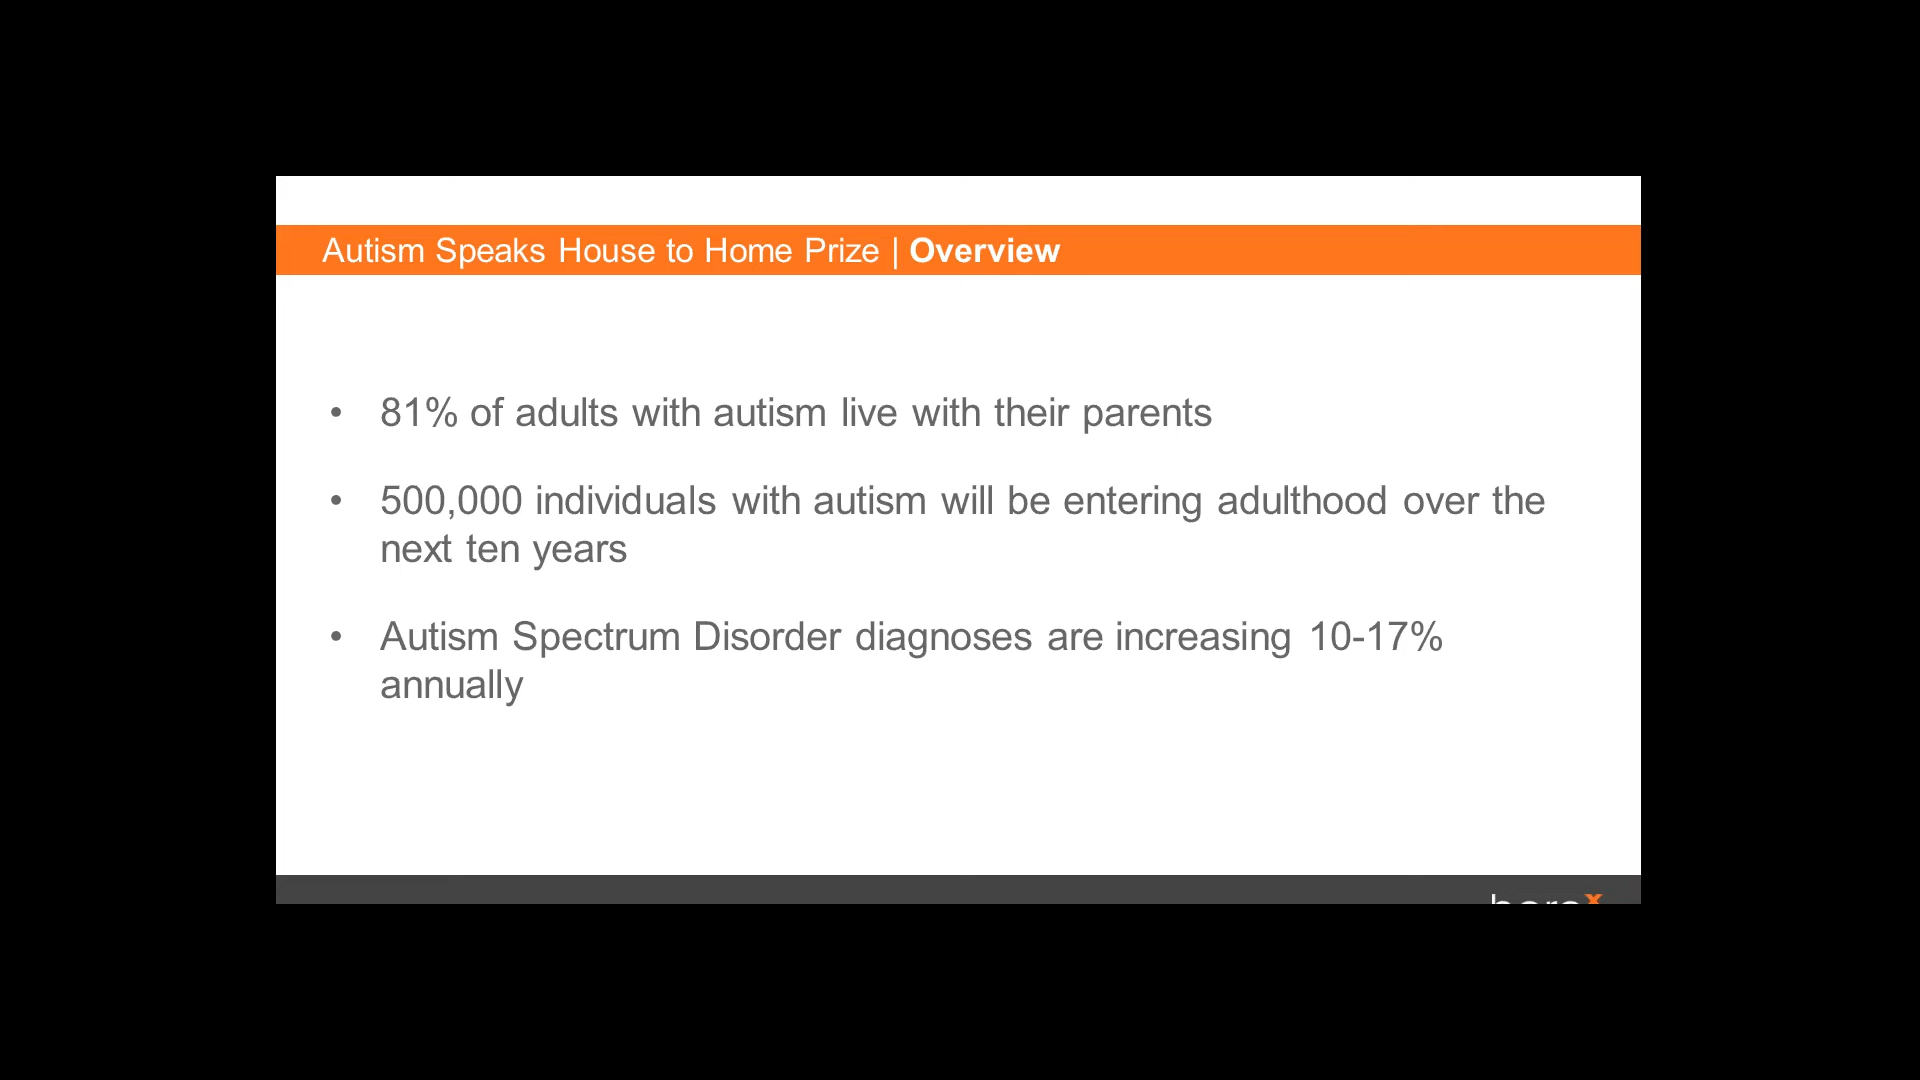 Autism Speaks House to Home Prize | Overview
• 81% of adults with autism live with their parents
• 500,000 individuals with autism will be entering adulthood over the
next ten years
• Autism Spectrum Disorder diagnoses are increasing 10-17%
annually